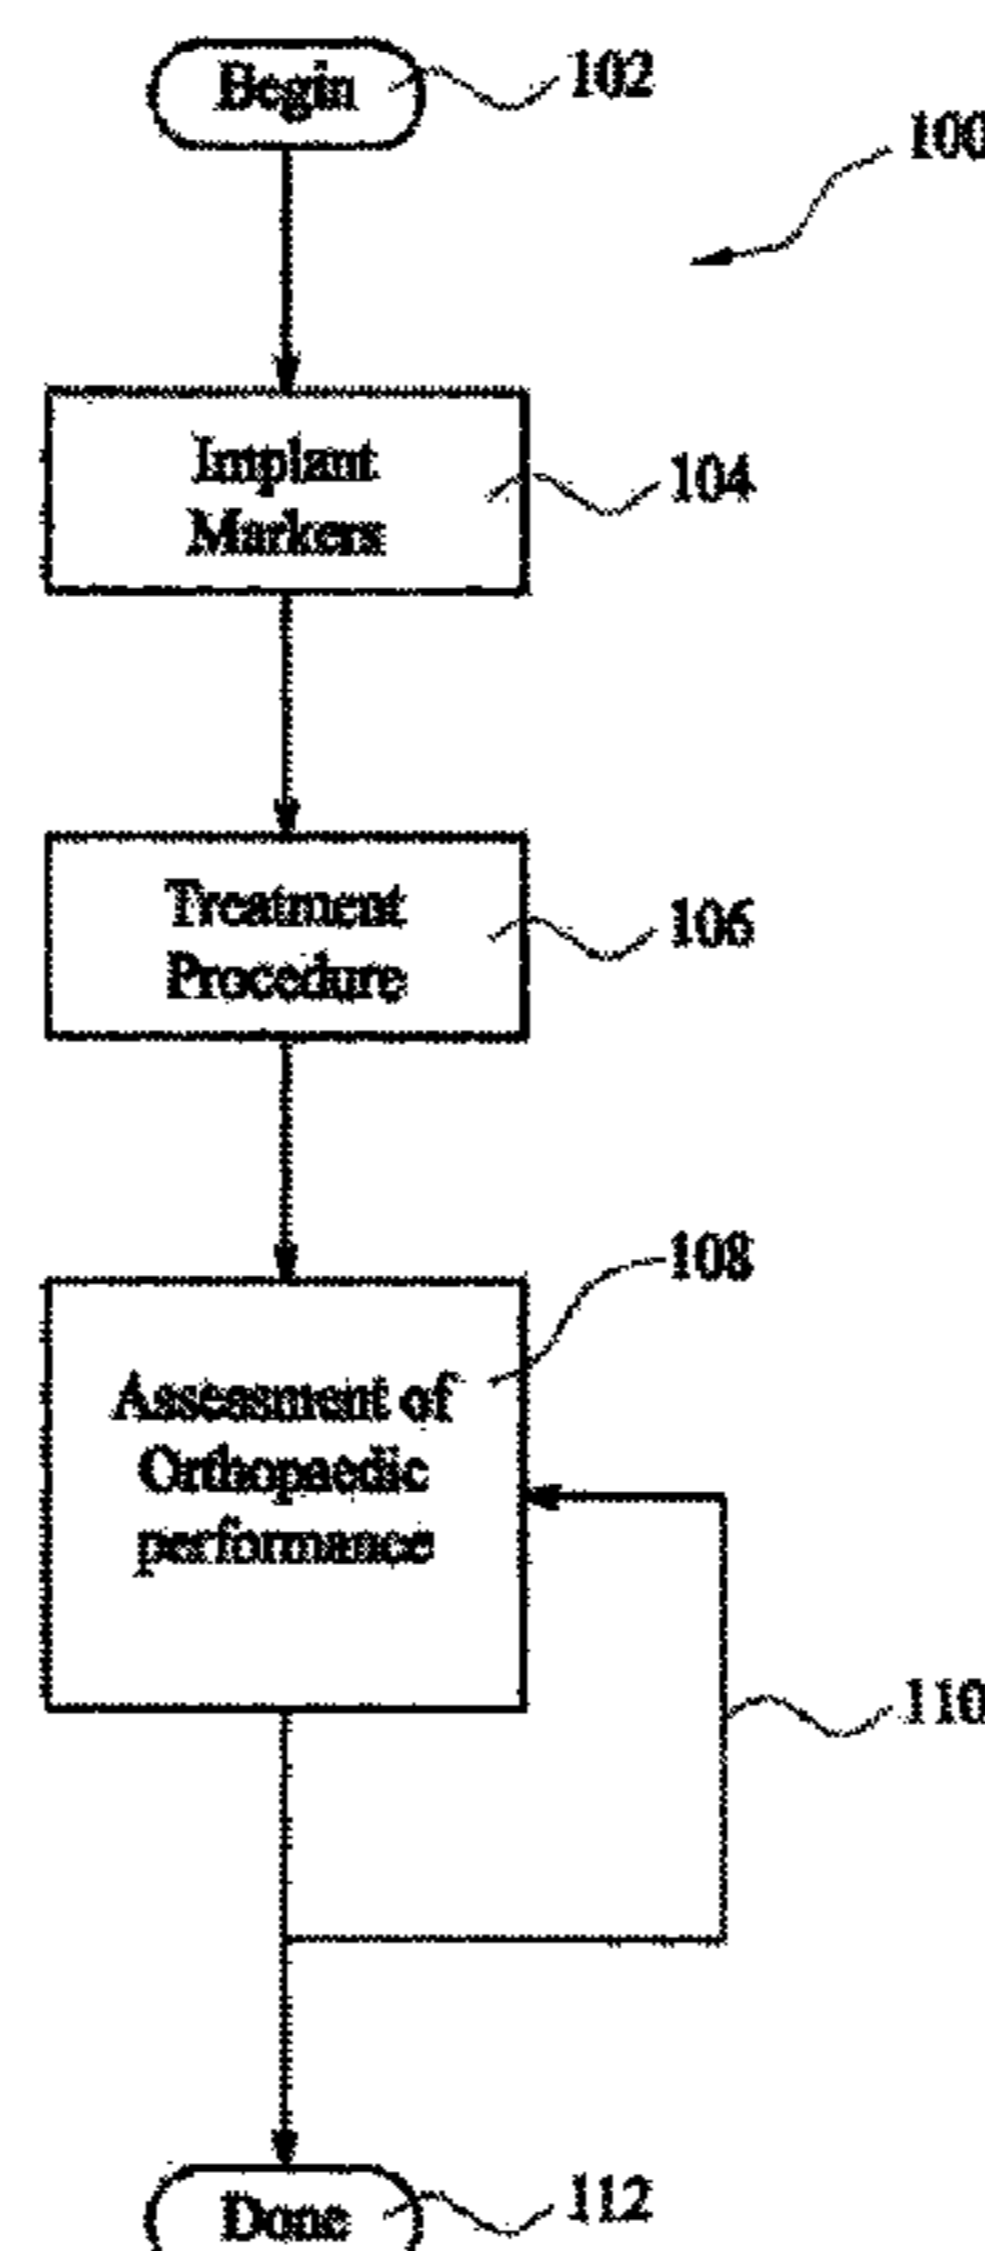 Begin
102
100
Implant
Markers
104
Treatment
Procedure
106
108
Assessment of
Orthopaedic
performance
110
Done
112